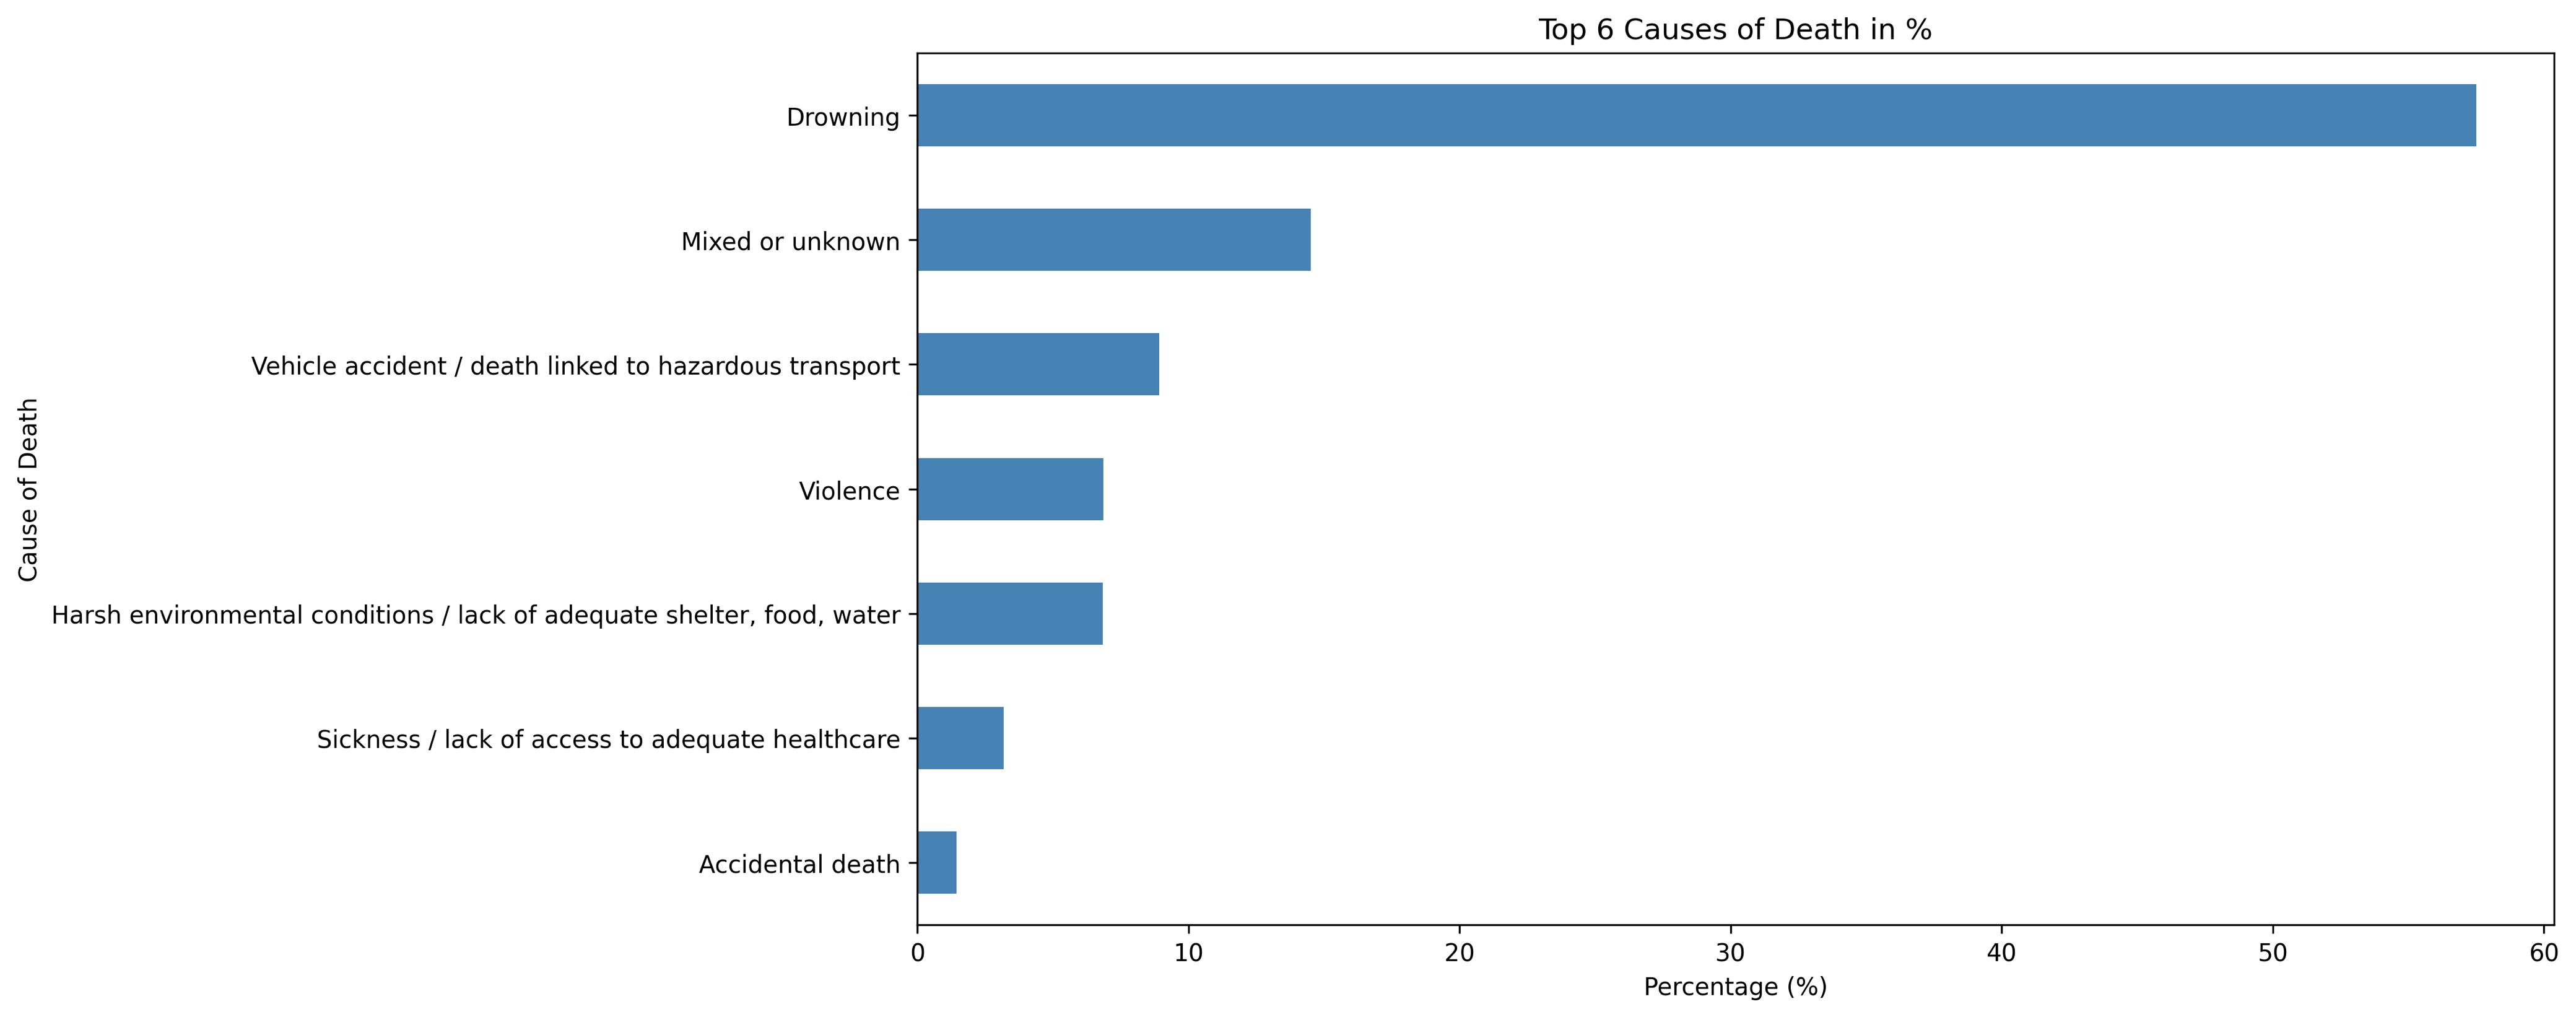 Top 6 Causes of Death in %
Cause of Death
Drowning
Mixed or unknown
Vehicle accident / death linked to hazardous transport
Violence
Harsh environmental conditions / lack of adequate shelter, food, water
Sickness / lack of access to adequate healthcare
Accidental death
0 10 20 30 40 50 60
Percentage (%)